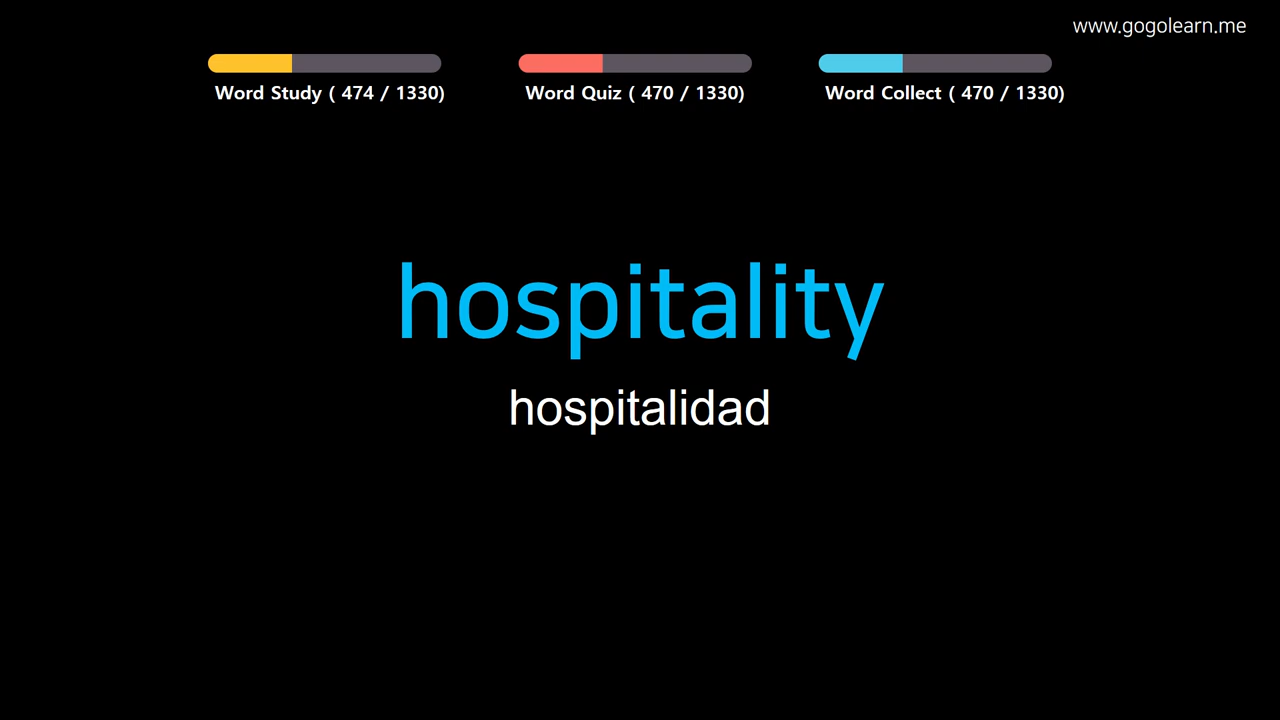 www.gogolearn.me
Word Study ( 474 / 1330)
Word Quiz ( 470 / 1330)
Word Collect ( 470 / 1330)
hospitality
hospitalidad